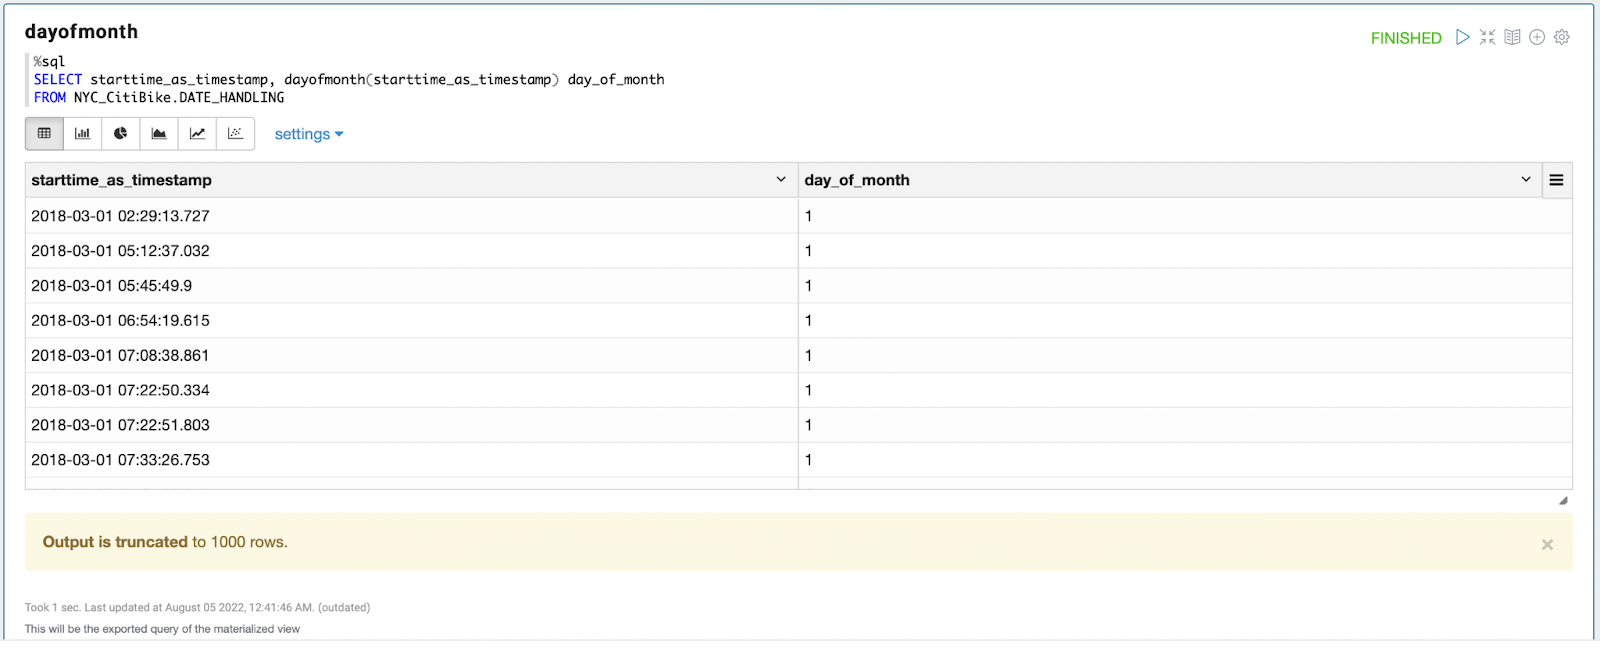 dayofmonth
FINISHED
%sql
SELECT starttime_as_timestamp, dayofmonth(starttime_as_timestamp) day_of_month
FROM NYC_CitiBike.DATE_HANDLING
settings
starttime_as_timestamp day_of_month
2018-03-01 02:29:13.727 1
2018-03-01 05:12:37.032 1
2018-03-01 05:45:49.9 1
2018-03-01 06:54:19.615 1
2018-03-01 07:08:38.861 1
2018-03-01 07:22:50.334 1
2018-03-01 07:22:51.803 1
2018-03-01 07:33:26.753 1
Output is truncated to 1000 rows.
Took 1 sec. Last updated at August 05 2022, 12:41:46 AM. (outdated)
This will be the exported query of the materialized view